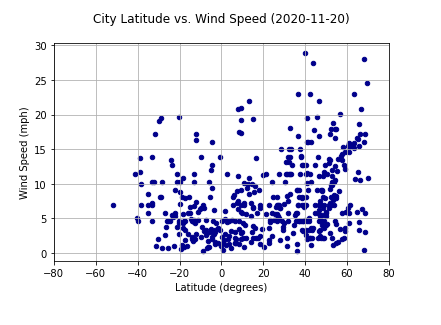 City Latitude vs. Wind Speed (2020-11-20)
30
25
20
15
10
5
0
Wind Speed (mph)
−80 −60 −40 −20 0 20 40 60 80
Latitude (degrees)